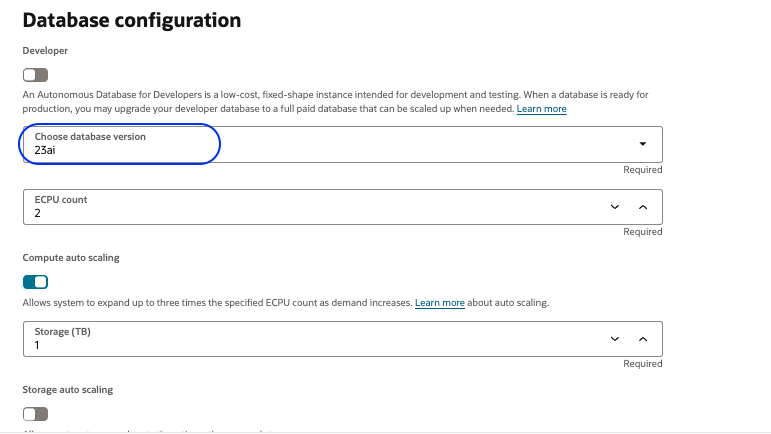 Database configuration
Developer
An Autonomous Database for Developers is a low-cost, fixed-shape instance intended for development and testing. When a database is ready for
production, you may upgrade your developer database to a full paid database that can be scaled up when needed. Learn more
Choose database version
23ai
Required
ECPU count
2
Required
Compute auto scaling
Allows system to expand up to three times the specified ECPU count as demand increases. Learn more about auto scaling.
Storage (TB)
1
Required
Storage auto scaling